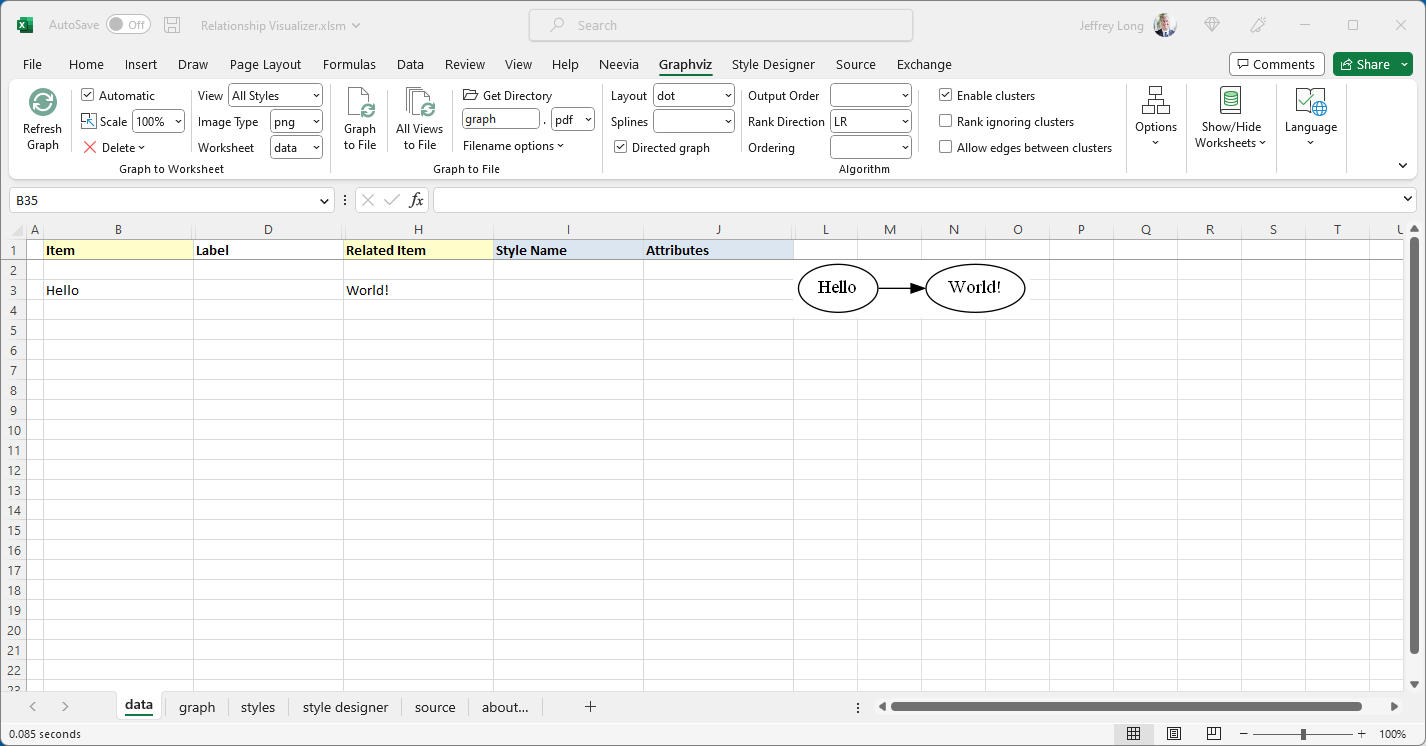 AutoSave Off Relationship Visualizer.xlsm Search Jeffrey Long
File Home Insert Draw Page Layout Formulas Data Review View Help Neevia Graphviz Style Designer Source Exchange Comments Share
Refresh Graph
Automatic
Scale 100%
Delete
View All Styles
Image Type png
Worksheet data
Graph to Worksheet
Graph to File
All Views to File
Get Directory
graph . pdf
Filename options
Graph to File
Layout dot
Splines
Directed graph
Output Order
Rank Direction LR
Ordering
Enable clusters
Rank ignoring clusters
Allow edges between clusters
Algorithm
Options
Show/Hide Worksheets
Language
B35 fx
A B D H I J L M N O P Q R S T U
1 Item Label Related Item Style Name Attributes
2
3 Hello World!
Hello World!
4
5
6
7
8
9
10
11
12
13
14
15
16
17
18
19
20
21
22
23
data graph styles style designer source about...
0.085 seconds 100%